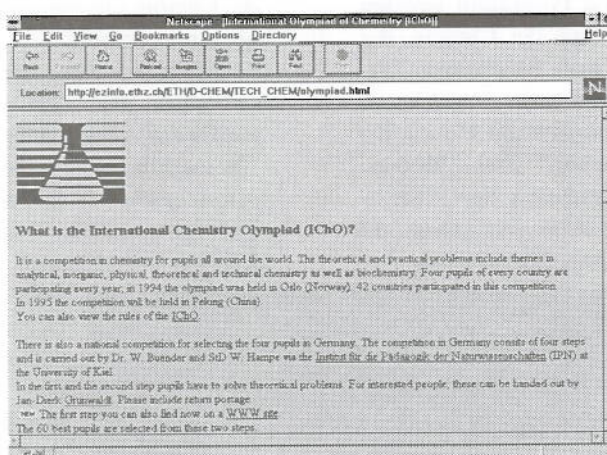 Netscape - [International Olympiad of Chemistry [IChO]]
File Edit View Go Bookmarks Options Directory Help
Back Forward Home Reload Images Open Print Find Stop
Location: http://ezinfo.ethz.ch/ETH/D-CHEM/TECH_CHEM/olympiad.html
N
What is the International Chemistry Olympiad (IChO)?
It is a competition in chemistry for pupils all around the world. The theoretical and practical problems include themes in
analytical, inorganic, physical, theoretical and technical chemistry as well as biochemistry. Four pupils of every country are
participating every year; in 1994 the olympiad was held in Oslo (Norway). 42 countries participated in this competition.
In 1995 the competition will be held in Peking (China).
You can also view the rules of the IChO.
There is also a national competition for selecting the four pupils in Germany. The competition in Germany consits of four steps
and is carried out by Dr. W. Buendar and StD W. Hampe via the Institut für die Pädagogik der Naturwissenschaften (IPN) at
the University of Kiel.
In the first and the second step pupils have to solve theoretical problems. For interested people, these can be handed out by
Jan-Dierk Grunwaldt. Please include return postage.
NEW The first step you can also find now on a WWW site.
The 60 best pupils are selected from these two steps.